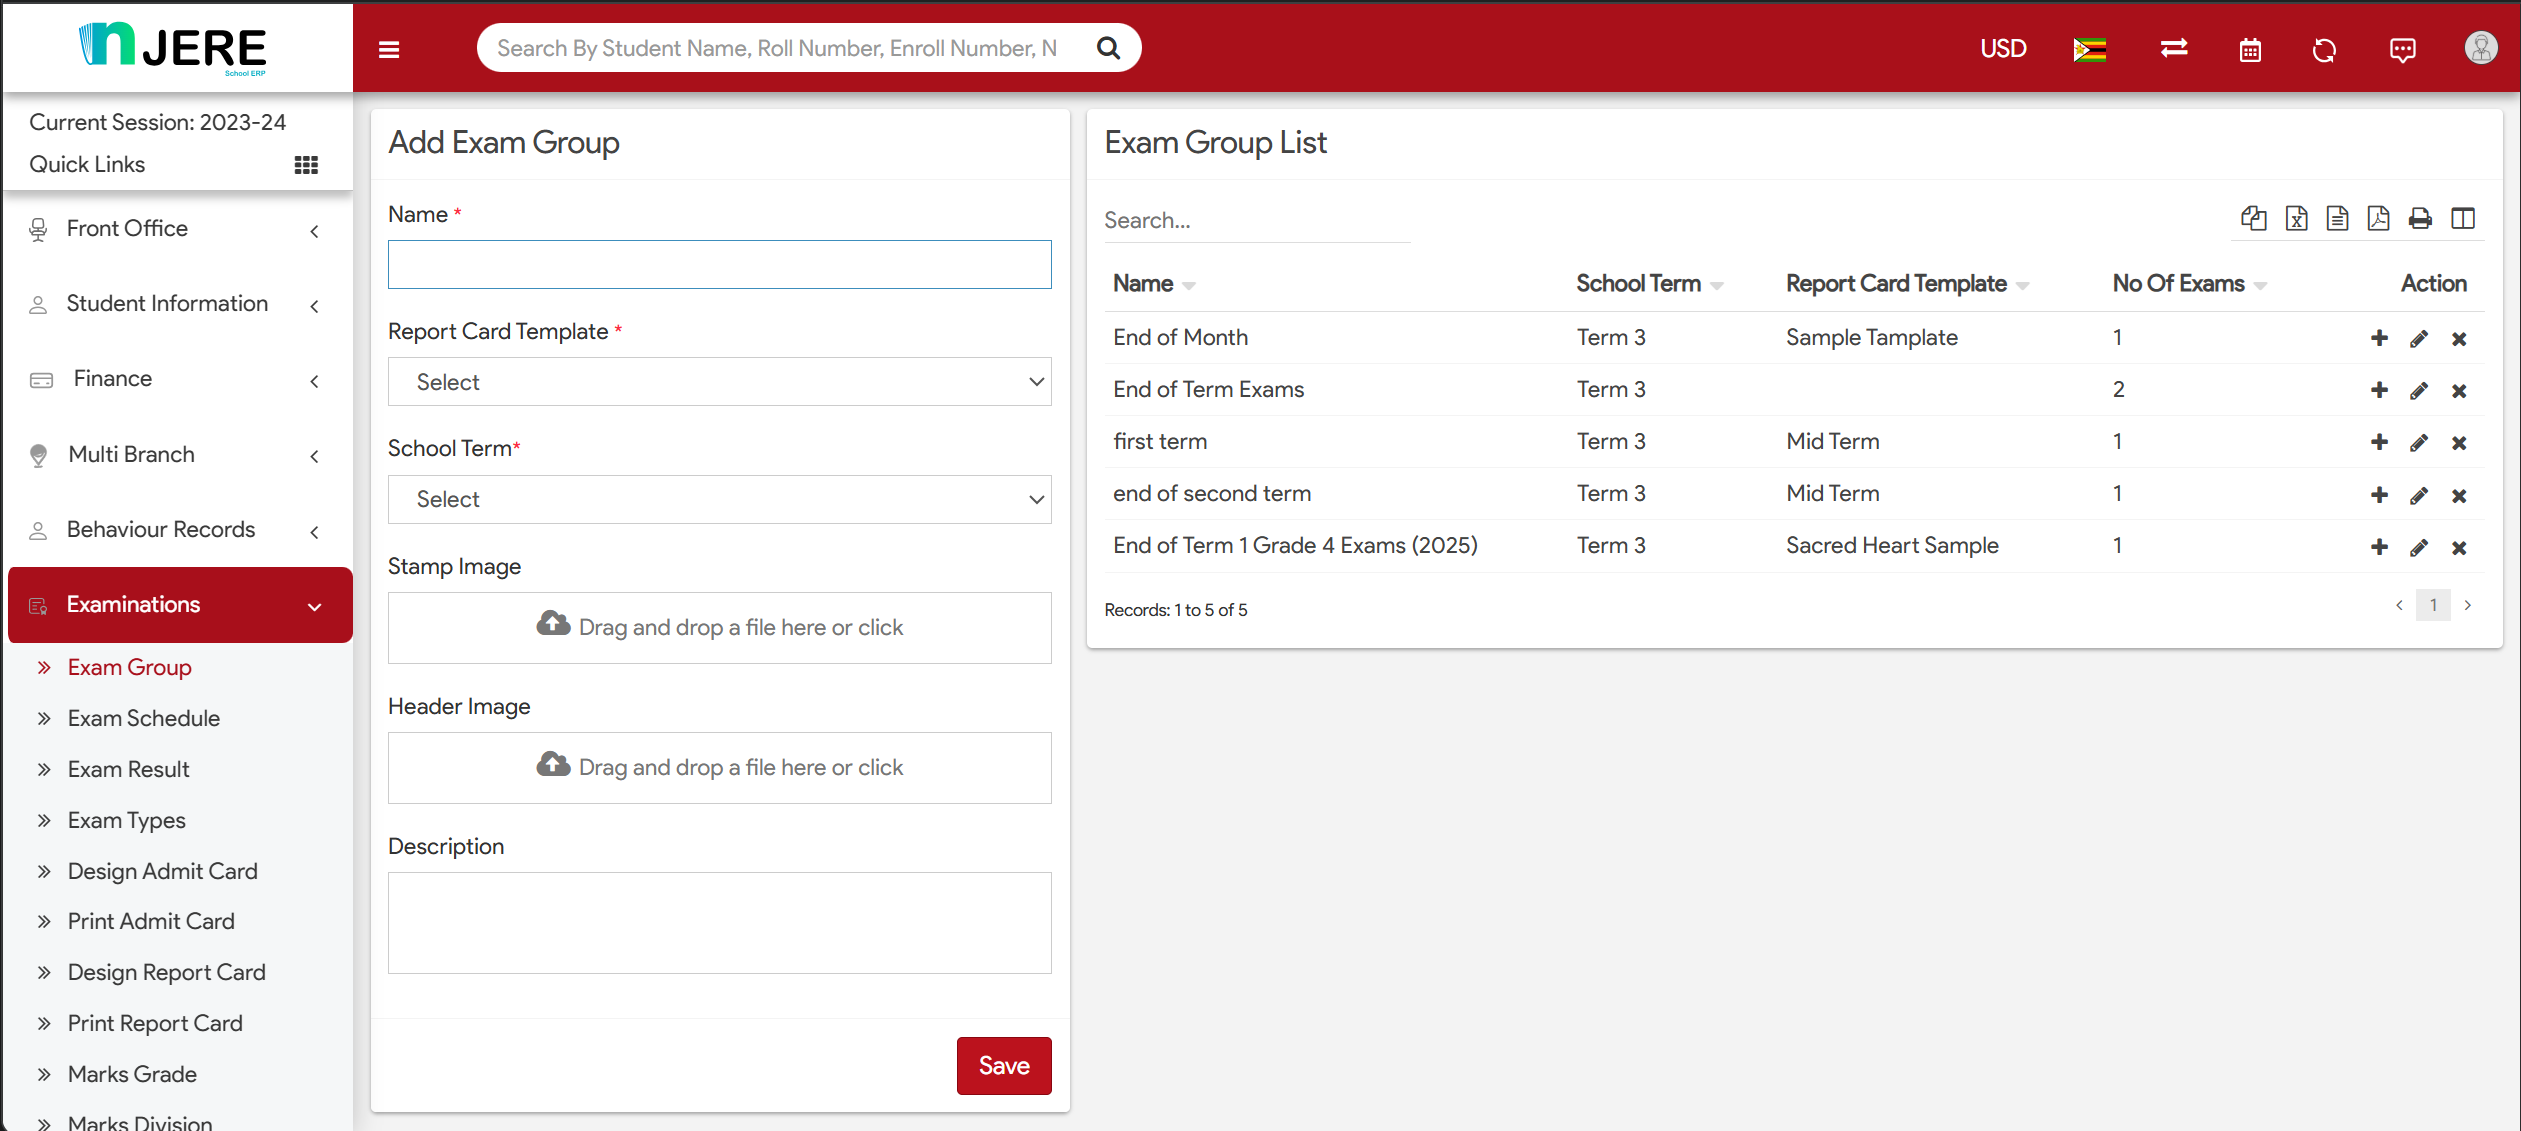 nJERE
School ERP
Search By Student Name, Roll Number, Enroll Number, N
USD
Current Session: 2023-24
Quick Links
Front Office
Student Information
Finance
Multi Branch
Behaviour Records
Examinations
Exam Group
Exam Schedule
Exam Result
Exam Types
Design Admit Card
Print Admit Card
Design Report Card
Print Report Card
Marks Grade
Marks Division
Add Exam Group
Name *
Report Card Template *
Select
School Term*
Select
Stamp Image
Drag and drop a file here or click
Header Image
Drag and drop a file here or click
Description
Save
Exam Group List
Search...
Name School Term Report Card Template No Of Exams Action
End of Month Term 3 Sample Tamplate 1
End of Term Exams Term 3 2
first term Term 3 Mid Term 1
end of second term Term 3 Mid Term 1
End of Term 1 Grade 4 Exams (2025) Term 3 Sacred Heart Sample 1
Records: 1 to 5 of 5
1